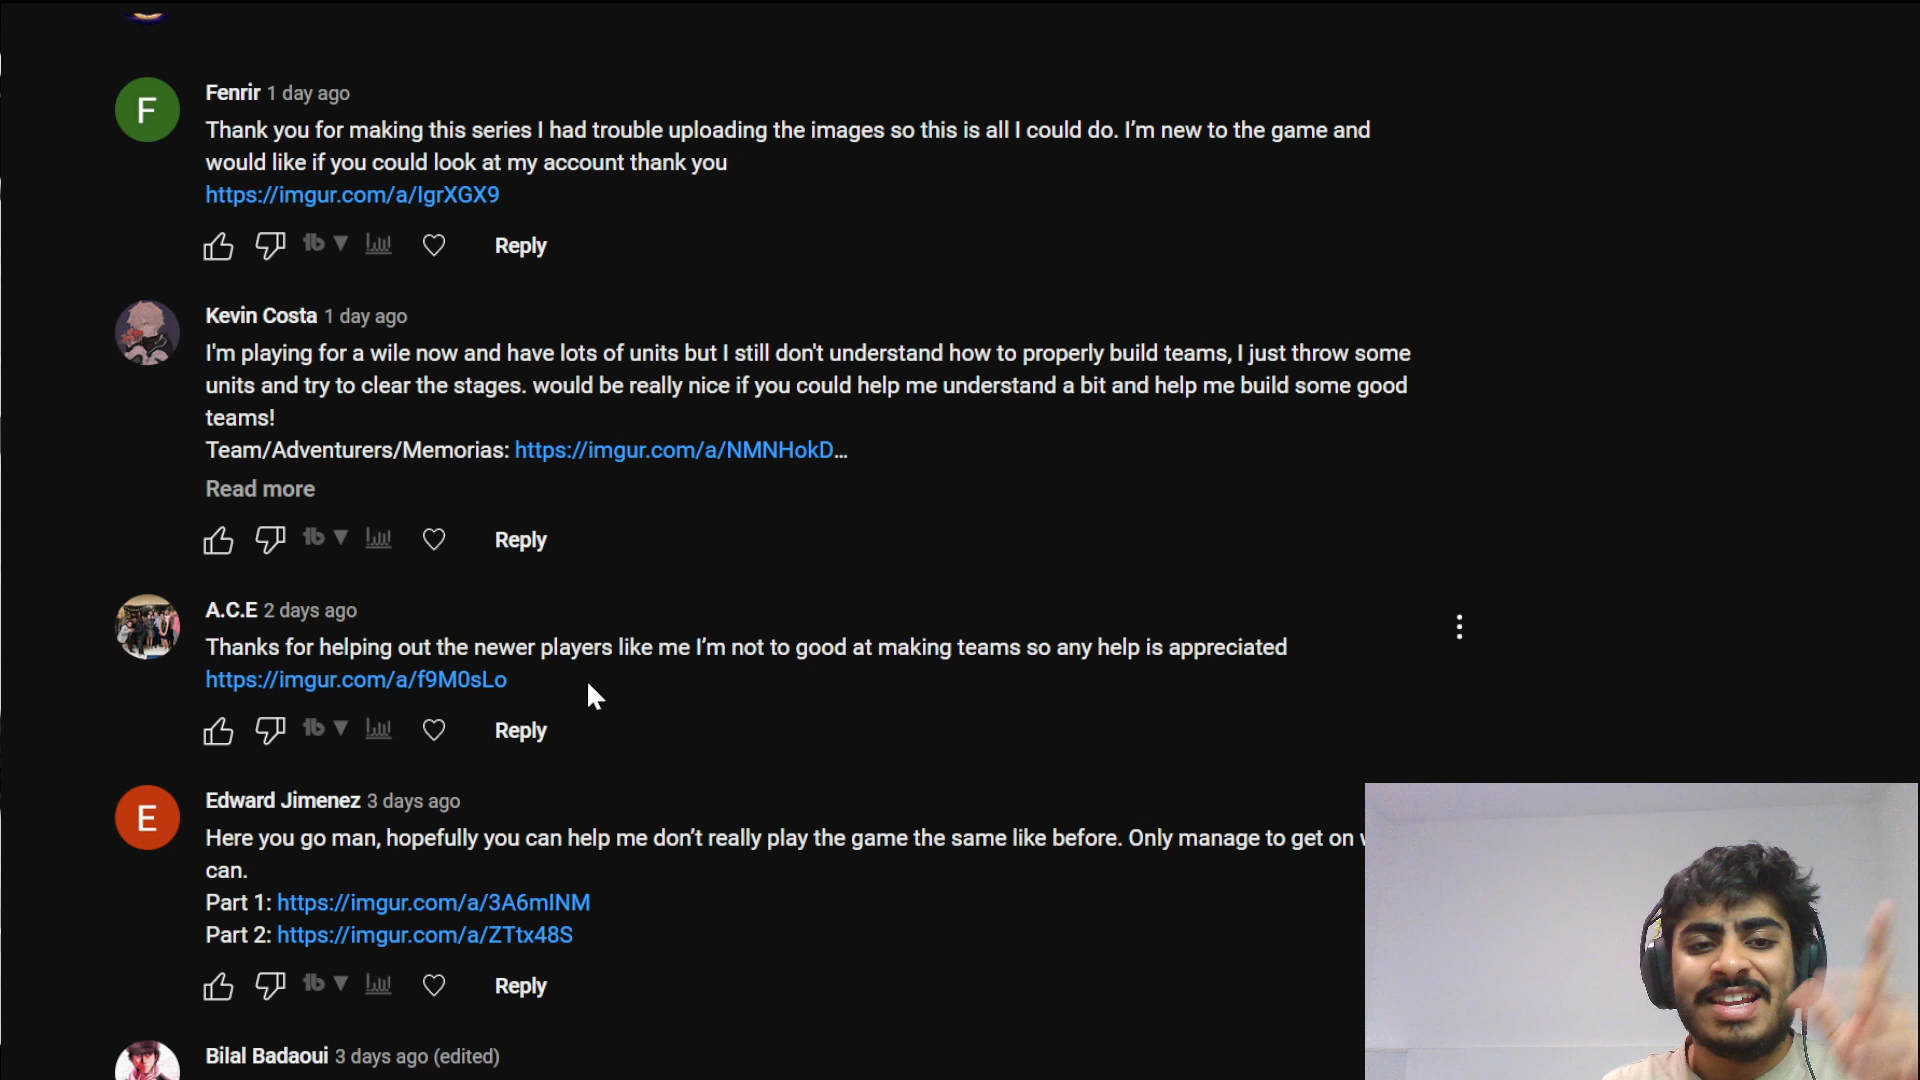 F
Fenrir 1 day ago
Thank you for making this series I had trouble uploading the images so this is all I could do. I'm new to the game and
would like if you could look at my account thank you
https://imgur.com/a/IgrXGX9
Reply
Kevin Costa 1 day ago
I'm playing for a wile now and have lots of units but I still don't understand how to properly build teams, I just throw some
units and try to clear the stages. would be really nice if you could help me understand a bit and help me build some good
teams!
Team/Adventurers/Memorias: https://imgur.com/a/NMNHokD...
Read more
Reply
A.C.E 2 days ago
Thanks for helping out the newer players like me I'm not to good at making teams so any help is appreciated
https://imgur.com/a/f9M0sLo
Reply
E
Edward Jimenez 3 days ago
Here you go man, hopefully you can help me don't really play the game the same like before. Only manage to get on
can.
Part 1: https://imgur.com/a/3A6mINM
Part 2: https://imgur.com/a/ZTtx48S
Reply
Bilal Badaoui 3 days ago (edited)